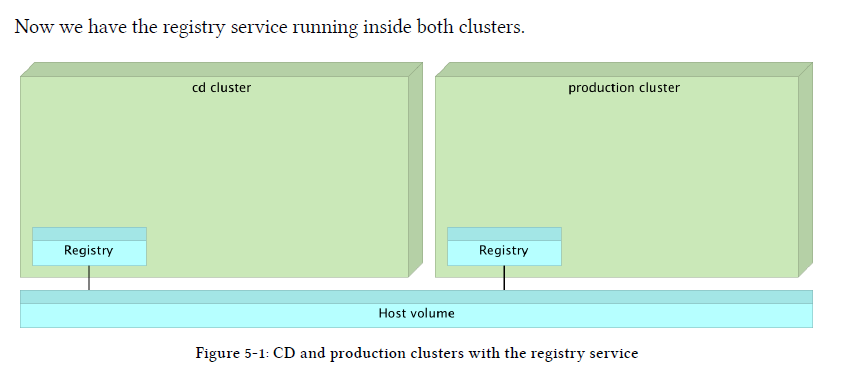 Now we have the registry service running inside both clusters.
cd cluster
production cluster
Registry
Registry
Host volume
Figure 5-1: CD and production clusters with the registry service